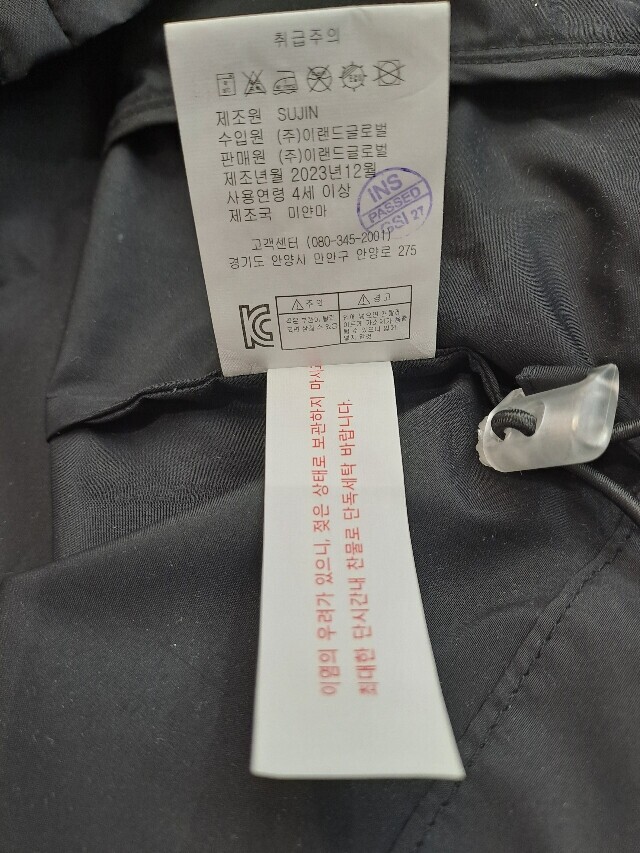 취급주의
제조원 SUJIN
수입원 (주)이랜드글로벌
판매원 (주)이랜드글로벌
제조년월 2023년12월
사용연령 4세 이상
제조국 미얀마
INS
PASSED
GSI 27
고객센터 (080-345-2001)
경기도 안양시 만안구 안양로 275
주의
경고
이염의 우려가 있으니, 젖은 상태로 보관하지 마시
최대한 단시간내 찬물로 단독세탁 바랍니다.